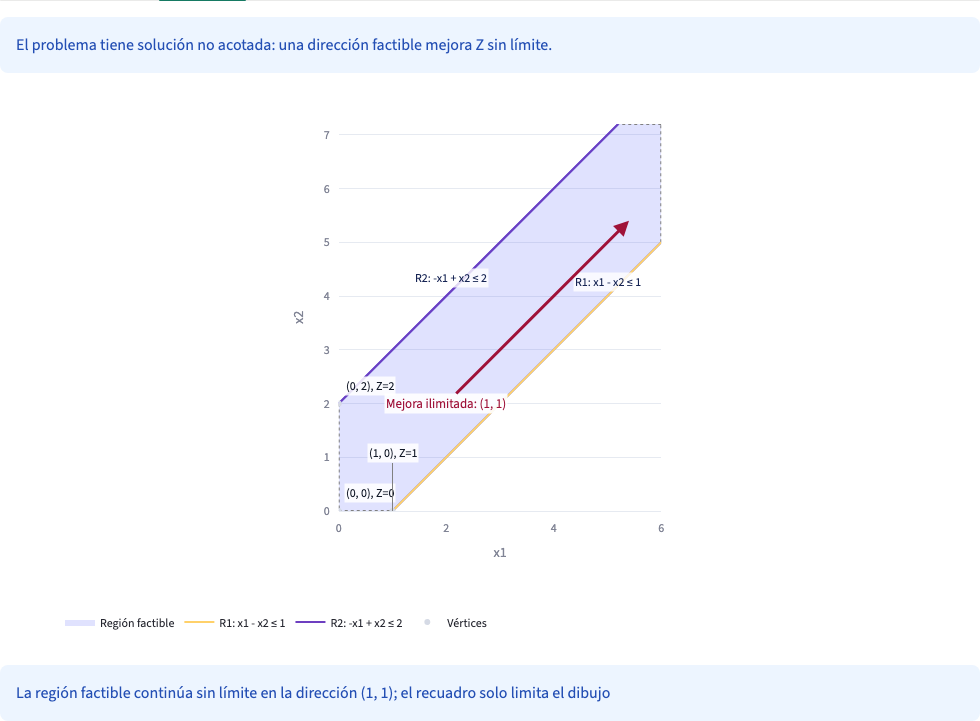 El problema tiene solución no acotada: una dirección factible mejora Z sin límite.
7
6
5
R2: -x1 + x2 ≤ 2
R1: x1 - x2 ≤ 1
4
x2
3
(0, 2), Z=2
2
Mejora ilimitada: (1, 1)
(1, 0), Z=1
1
(0, 0), Z=0
0
0 2 4 6
x1
Región factible R1: x1 - x2 ≤ 1 R2: -x1 + x2 ≤ 2 Vértices
La región factible continúa sin límite en la dirección (1, 1); el recuadro solo limita el dibujo